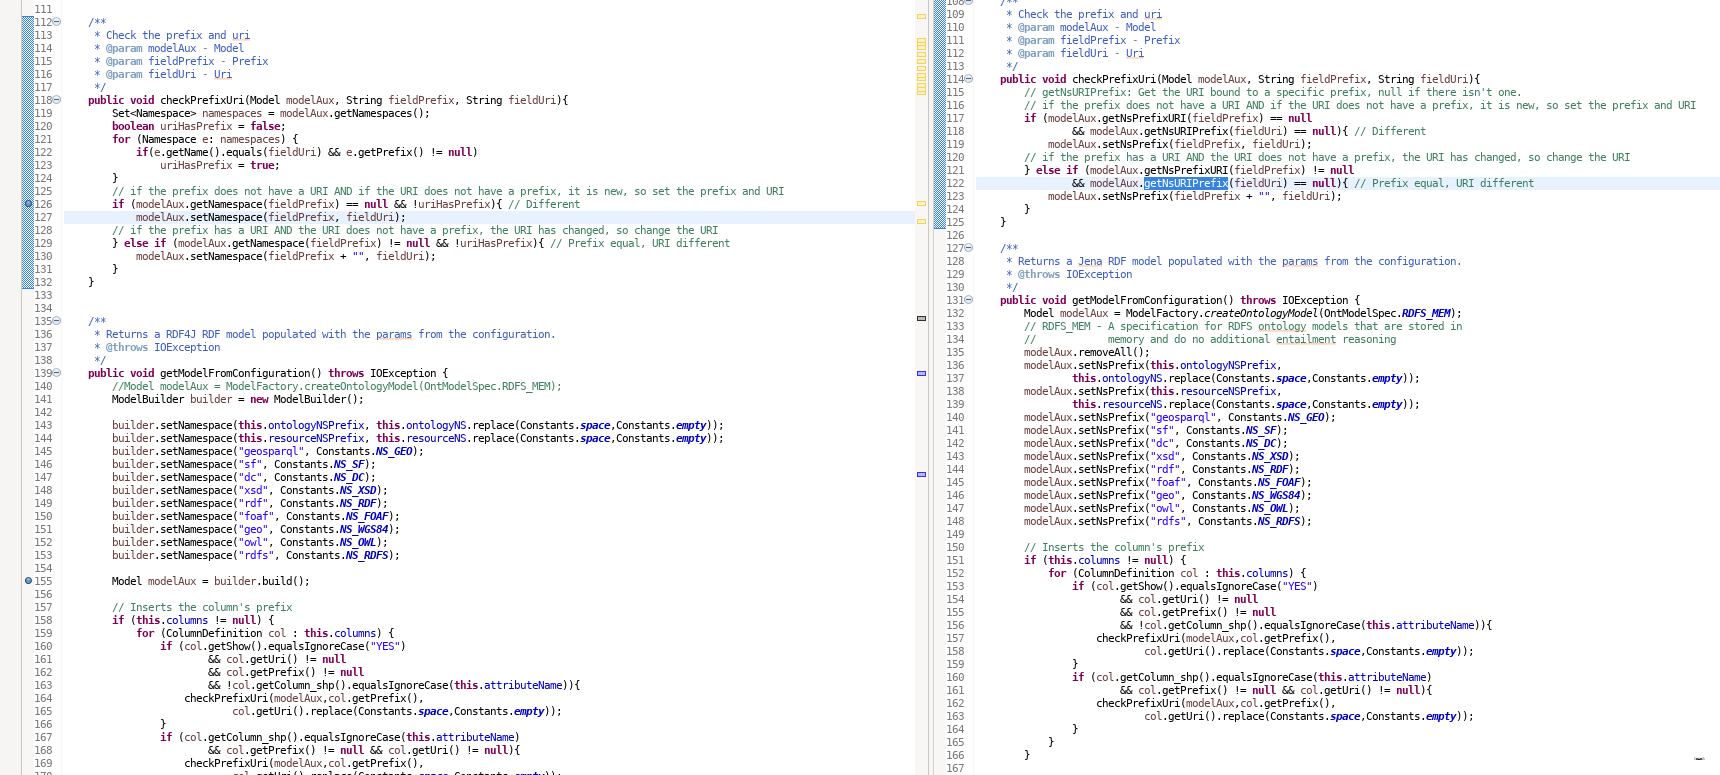 111
112 /**
113  * Check the prefix and uri
114  * @param modelAux - Model
115  * @param fieldPrefix - Prefix
116  * @param fieldUri - Uri
117  */
118 public void checkPrefixUri(Model modelAux, String fieldPrefix, String fieldUri){
119 Set<Namespace> namespaces = modelAux.getNamespaces();
120 boolean uriHasPrefix = false;
121 for (Namespace e: namespaces) {
122 if(e.getName().equals(fieldUri) && e.getPrefix() != null)
123 uriHasPrefix = true;
124 }
125 // if the prefix does not have a URI AND if the URI does not have a prefix, it is new, so set the prefix and URI
126 if (modelAux.getNamespace(fieldPrefix) == null && !uriHasPrefix){ // Different
127 modelAux.setNamespace(fieldPrefix, fieldUri);
128 // if the prefix has a URI AND the URI does not have a prefix, the URI has changed, so change the URI
129 } else if (modelAux.getNamespace(fieldPrefix) != null && !uriHasPrefix){ // Prefix equal, URI different
130 modelAux.setNamespace(fieldPrefix + "", fieldUri);
131 }
132 }
133
134
135 /**
136  * Returns a RDF4J RDF model populated with the params from the configuration.
137  * @throws IOException
138  */
139 public void getModelFromConfiguration() throws IOException {
140 //Model modelAux = ModelFactory.createOntologyModel(OntModelSpec.RDFS_MEM);
141 ModelBuilder builder = new ModelBuilder();
142
143 builder.setNamespace(this.ontologyNSPrefix, this.ontologyNS.replace(Constants.space,Constants.empty));
144 builder.setNamespace(this.resourceNSPrefix, this.resourceNS.replace(Constants.space,Constants.empty));
145 builder.setNamespace("geosparql", Constants.NS_GEO);
146 builder.setNamespace("sf", Constants.NS_SF);
147 builder.setNamespace("dc", Constants.NS_DC);
148 builder.setNamespace("xsd", Constants.NS_XSD);
149 builder.setNamespace("rdf", Constants.NS_RDF);
150 builder.setNamespace("foaf", Constants.NS_FOAF);
151 builder.setNamespace("geo", Constants.NS_WGS84);
152 builder.setNamespace("owl", Constants.NS_OWL);
153 builder.setNamespace("rdfs", Constants.NS_RDFS);
154
155 Model modelAux = builder.build();
156
157 // Inserts the column's prefix
158 if (this.columns != null) {
159 for (ColumnDefinition col : this.columns) {
160 if (col.getShow().equalsIgnoreCase("YES")
161 && col.getUri() != null
162 && col.getPrefix() != null
163 && !col.getColumn_shp().equalsIgnoreCase(this.attributeName)){
164 checkPrefixUri(modelAux,col.getPrefix(),
165 col.getUri().replace(Constants.space,Constants.empty));
166 }
167 if (col.getColumn_shp().equalsIgnoreCase(this.attributeName)
168 && col.getPrefix() != null && col.getUri() != null){
169 checkPrefixUri(modelAux,col.getPrefix(),
170 col.getUri().replace(Constants.space,Constants.empty));
108 /**
109  * Check the prefix and uri
110  * @param modelAux - Model
111  * @param fieldPrefix - Prefix
112  * @param fieldUri - Uri
113  */
114 public void checkPrefixUri(Model modelAux, String fieldPrefix, String fieldUri){
115 // getNsURIPrefix: Get the URI bound to a specific prefix, null if there isn't one.
116 // if the prefix does not have a URI AND if the URI does not have a prefix, it is new, so set the prefix and URI
117 if (modelAux.getNsPrefixURI(fieldPrefix) == null
118 && modelAux.getNsURIPrefix(fieldUri) == null){ // Different
119 modelAux.setNsPrefix(fieldPrefix, fieldUri);
120 // if the prefix has a URI AND the URI does not have a prefix, the URI has changed, so change the URI
121 } else if (modelAux.getNsPrefixURI(fieldPrefix) != null
122 && modelAux.getNsURIPrefix(fieldUri) == null){ // Prefix equal, URI different
123 modelAux.setNsPrefix(fieldPrefix + "", fieldUri);
124 }
125 }
126
127 /**
128  * Returns a Jena RDF model populated with the params from the configuration.
129  * @throws IOException
130  */
131 public void getModelFromConfiguration() throws IOException {
132 Model modelAux = ModelFactory.createOntologyModel(OntModelSpec.RDFS_MEM);
133 // RDFS_MEM - A specification for RDFS ontology models that are stored in
134 // memory and do no additional entailment reasoning
135 modelAux.removeAll();
136 modelAux.setNsPrefix(this.ontologyNSPrefix,
137 this.ontologyNS.replace(Constants.space,Constants.empty));
138 modelAux.setNsPrefix(this.resourceNSPrefix,
139 this.resourceNS.replace(Constants.space,Constants.empty));
140 modelAux.setNsPrefix("geosparql", Constants.NS_GEO);
141 modelAux.setNsPrefix("sf", Constants.NS_SF);
142 modelAux.setNsPrefix("dc", Constants.NS_DC);
143 modelAux.setNsPrefix("xsd", Constants.NS_XSD);
144 modelAux.setNsPrefix("rdf", Constants.NS_RDF);
145 modelAux.setNsPrefix("foaf", Constants.NS_FOAF);
146 modelAux.setNsPrefix("geo", Constants.NS_WGS84);
147 modelAux.setNsPrefix("owl", Constants.NS_OWL);
148 modelAux.setNsPrefix("rdfs", Constants.NS_RDFS);
149
150 // Inserts the column's prefix
151 if (this.columns != null) {
152 for (ColumnDefinition col : this.columns) {
153 if (col.getShow().equalsIgnoreCase("YES")
154 && col.getUri() != null
155 && col.getPrefix() != null
156 && !col.getColumn_shp().equalsIgnoreCase(this.attributeName)){
157 checkPrefixUri(modelAux,col.getPrefix(),
158 col.getUri().replace(Constants.space,Constants.empty));
159 }
160 if (col.getColumn_shp().equalsIgnoreCase(this.attributeName)
161 && col.getPrefix() != null && col.getUri() != null){
162 checkPrefixUri(modelAux,col.getPrefix(),
163 col.getUri().replace(Constants.space,Constants.empty));
164 }
165 }
166 }
167